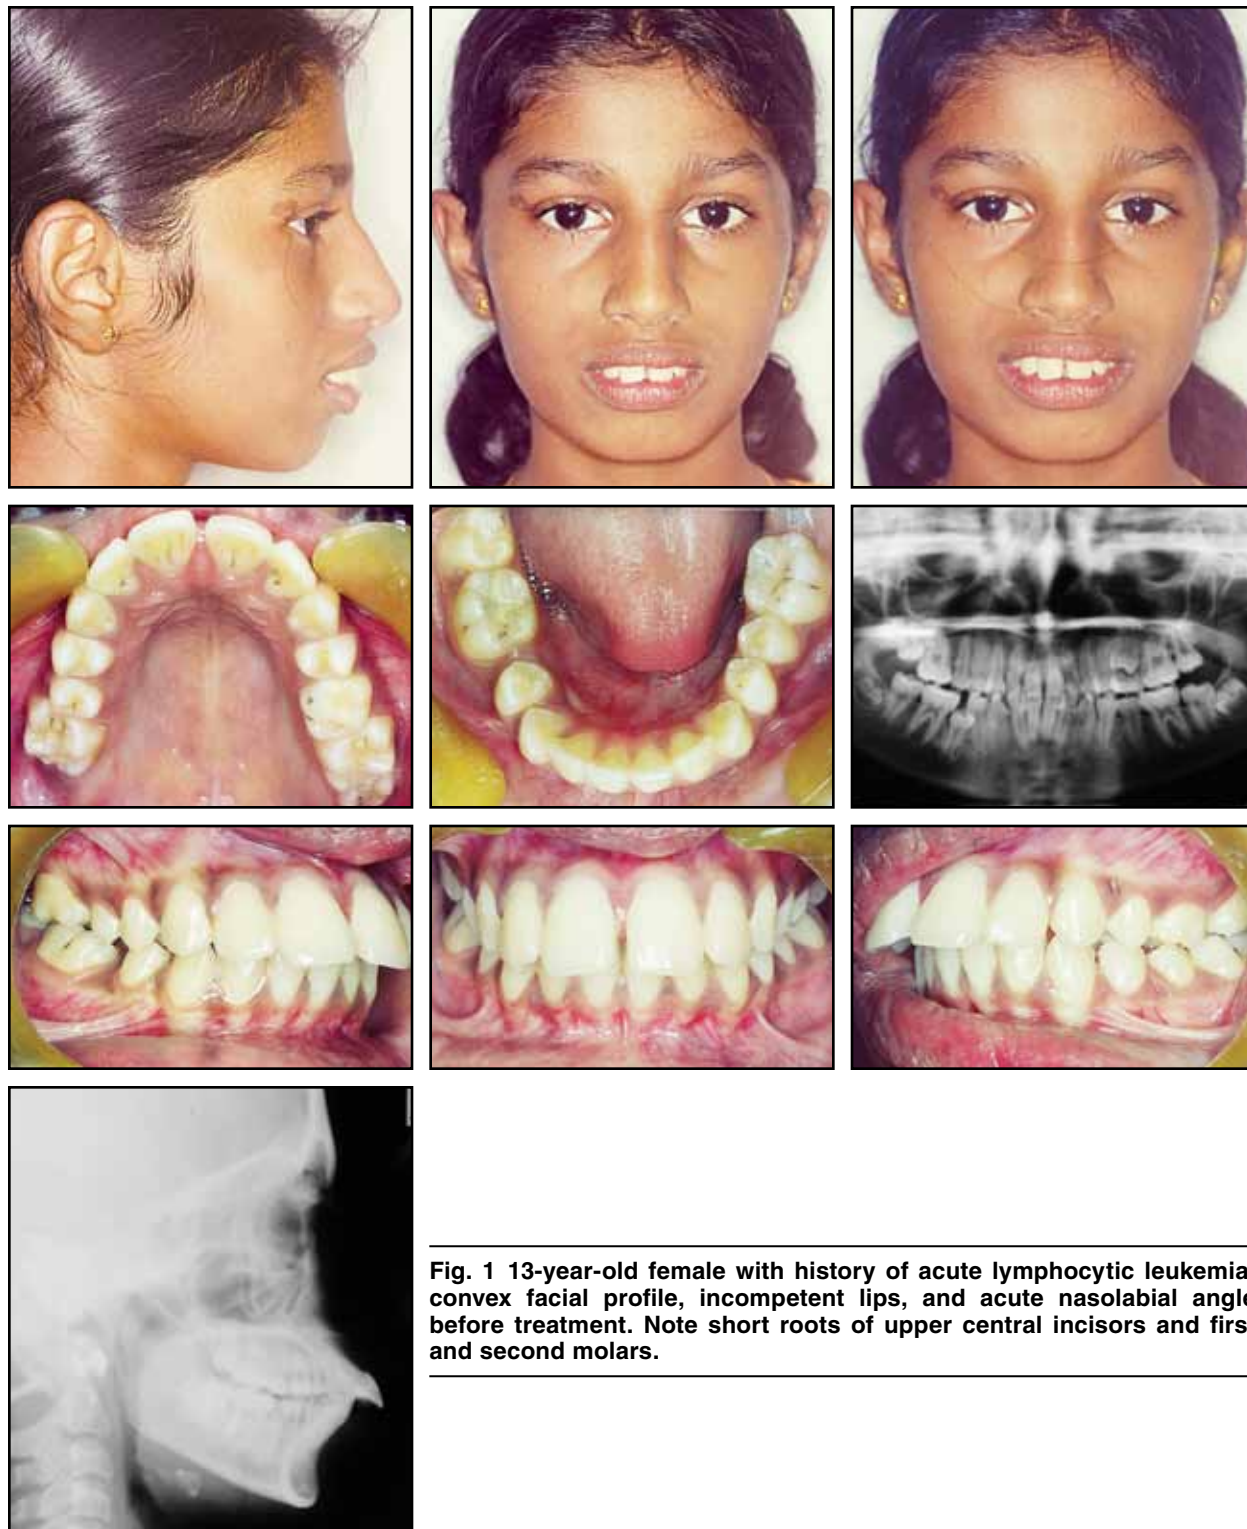 Fig. 1 13-year-old female with history of acute lymphocytic leukemia
convex facial profile, incompetent lips, and acute nasolabial angle
before treatment. Note short roots of upper central incisors and firs
and second molars.